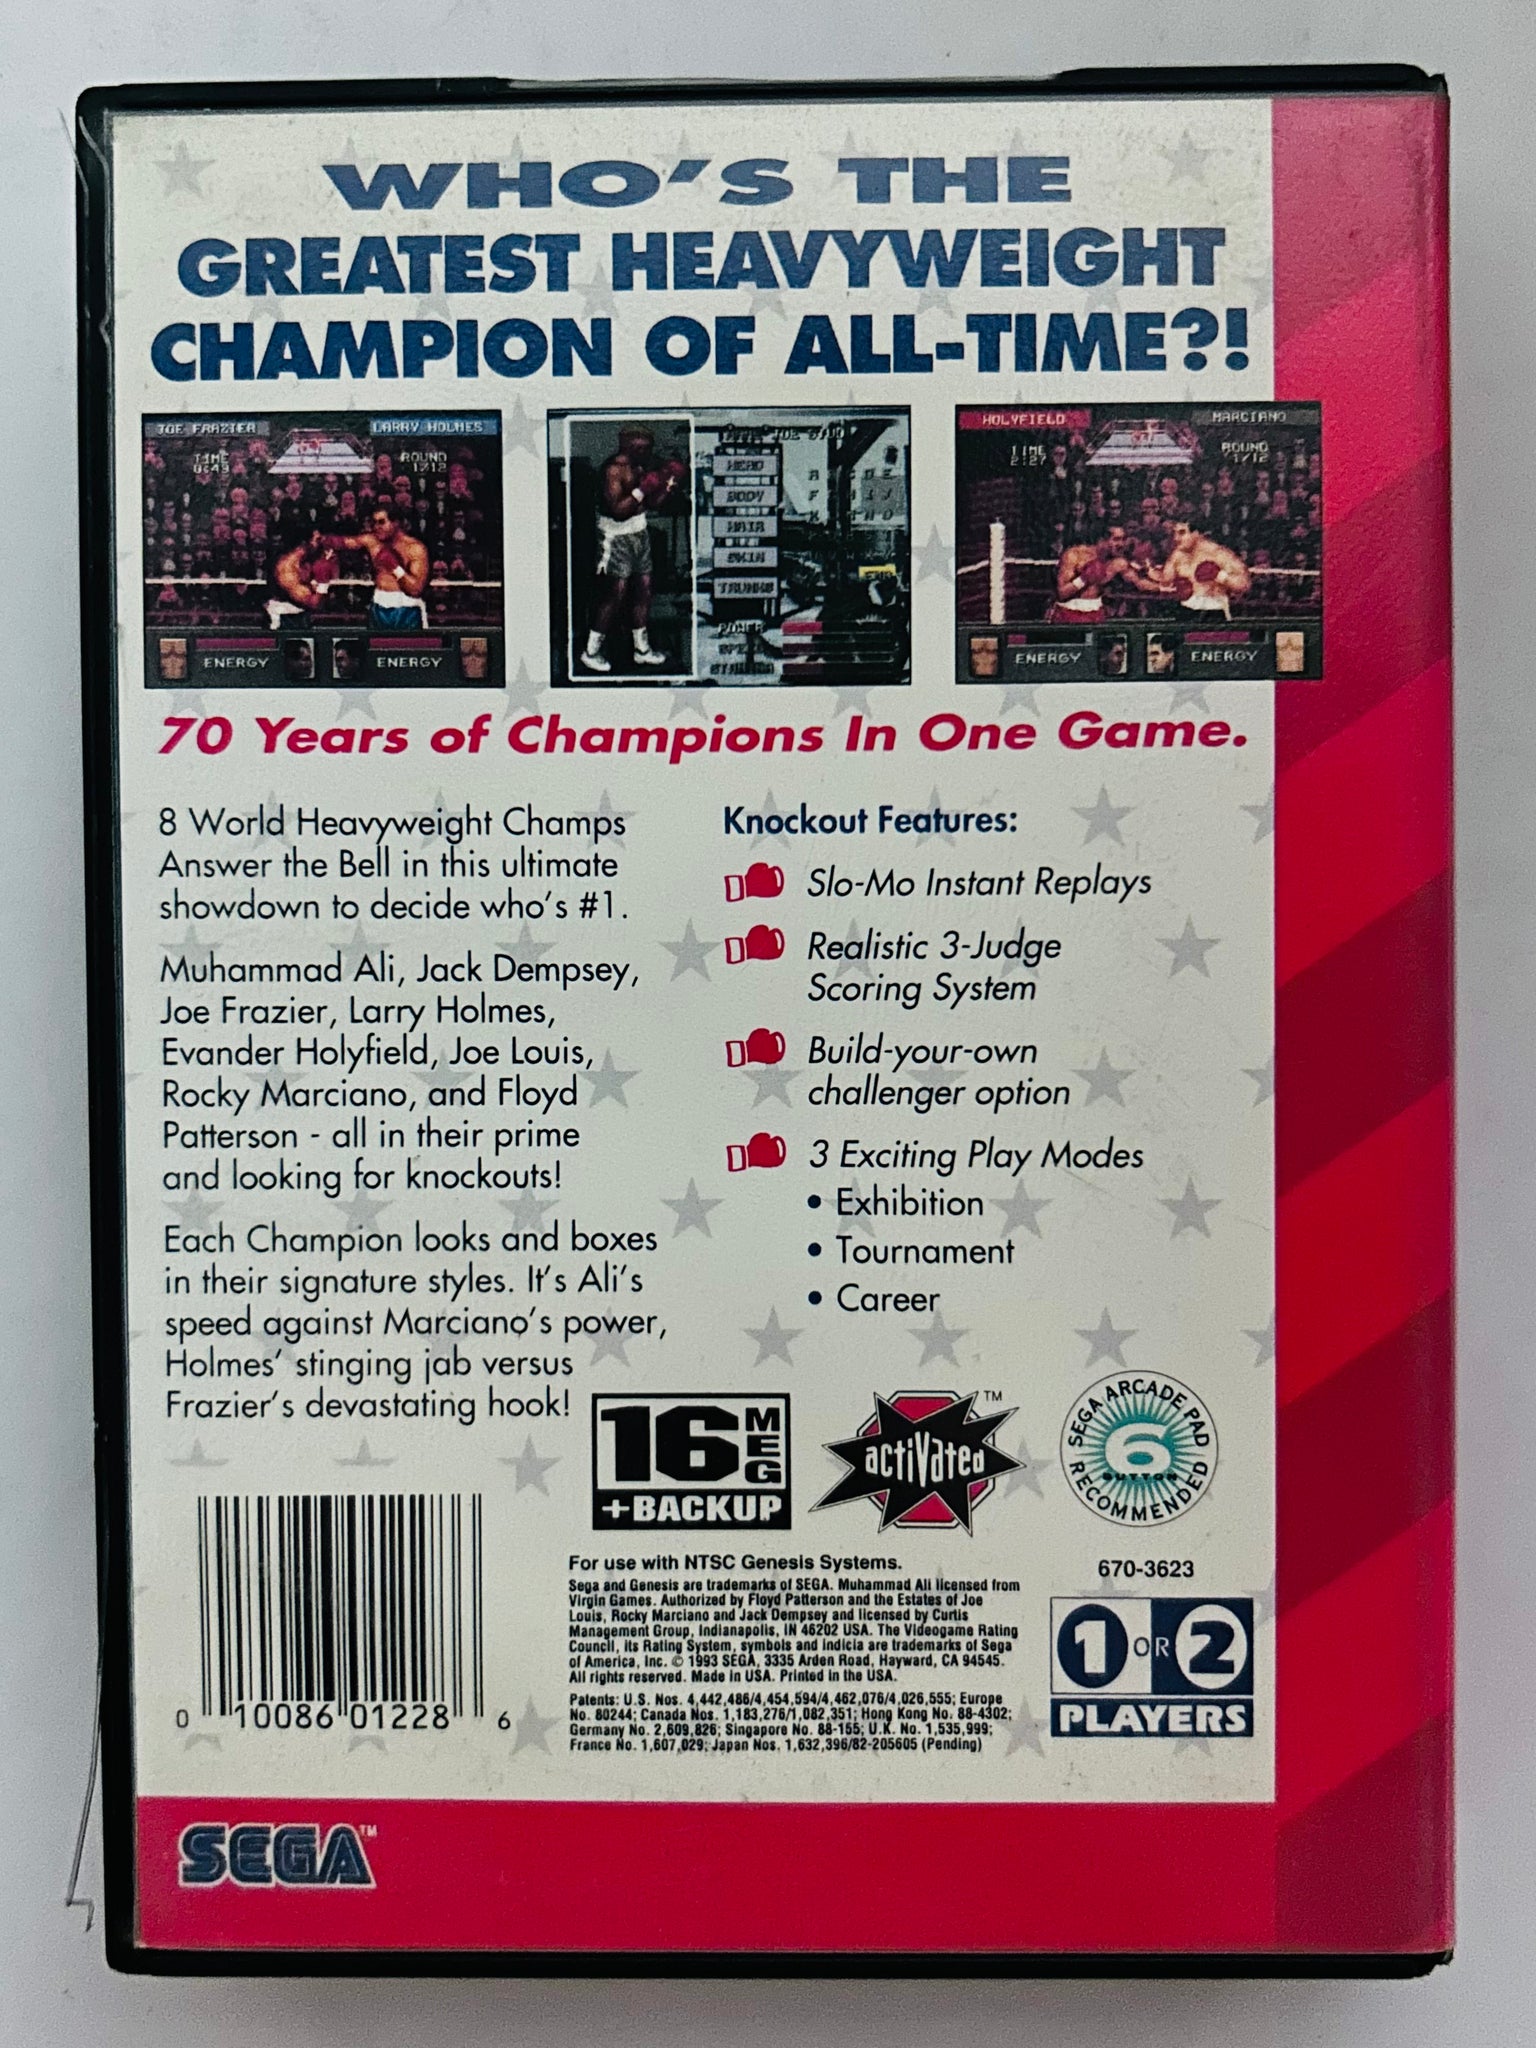 WHO'S THE
GREATEST HEAVYWEIGHT
CHAMPION OF ALL-TIME?!
JOE FRAZIER
LARRY HOLMES
TIME
0:49
ROUND
1/12
ENERGY
ENERGY
HEAD
BODY
HAIR
SKIN
TRUNKS
POWER
SPEED
STAMINA
HOLYFIELD
MARCIANO
TIME
2:27
ROUND
1/12
ENERGY
ENERGY
70 Years of Champions In One Game.
8 World Heavyweight Champs
Answer the Bell in this ultimate
showdown to decide who's #1.
Muhammad Ali, Jack Dempsey,
Joe Frazier, Larry Holmes,
Evander Holyfield, Joe Louis,
Rocky Marciano, and Floyd
Patterson - all in their prime
and looking for knockouts!
Each Champion looks and boxes
in their signature styles. It's Ali's
speed against Marciano's power,
Holmes' stinging jab versus
Frazier's devastating hook!
Knockout Features:
Slo-Mo Instant Replays
Realistic 3-Judge
Scoring System
Build-your-own
challenger option
3 Exciting Play Modes
• Exhibition
• Tournament
• Career
16 MEG
+BACKUP
activated™
SEGA ARCADE PAD
6
BUTTON
RECOMMENDED
For use with NTSC Genesis Systems.
Sega and Genesis are trademarks of SEGA. Muhammad Ali licensed from
Virgin Games. Authorized by Floyd Patterson and the Estates of Joe
Louis, Rocky Marciano and Jack Dempsey and licensed by Curtis
Management Group, Indianapolis, IN 46202 USA. The Videogame Rating
Council, its Rating System, symbols and indicia are trademarks of Sega
of America, Inc. © 1993 SEGA, 3335 Arden Road, Hayward, CA 94545.
All rights reserved. Made in USA. Printed in the USA.
Patents: U.S. Nos. 4,442,486/4,454,594/4,462,076/4,026,555; Europe
No. 80244; Canada Nos. 1,183,276/1,082,351; Hong Kong No. 88-4302;
Germany No. 2,609,826; Singapore No. 88-155; U.K. No. 1,535,999;
France No. 1,607,029; Japan Nos. 1,632,396/82-205605 (Pending)
670-3623
1 OR 2
PLAYERS
0 10086 01228 6
SEGA™